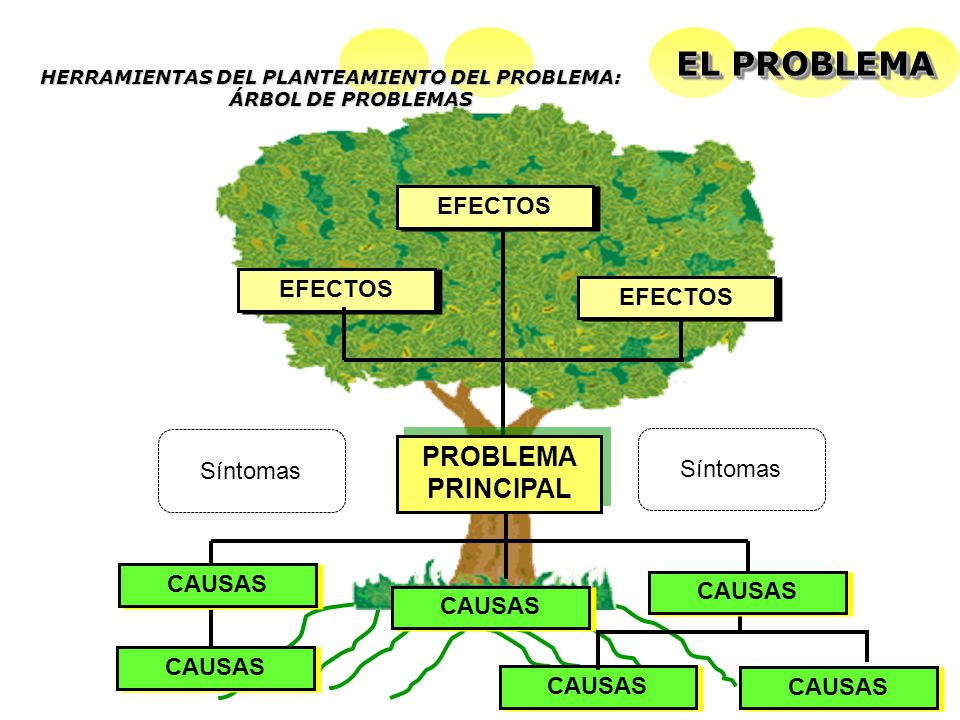 EL PROBLEMA
HERRAMIENTAS DEL PLANTEAMIENTO DEL PROBLEMA:
ÁRBOL DE PROBLEMAS
EFECTOS
EFECTOS
EFECTOS
PROBLEMA
PRINCIPAL
Síntomas
Síntomas
CAUSAS
CAUSAS
CAUSAS
CAUSAS
CAUSAS
CAUSAS